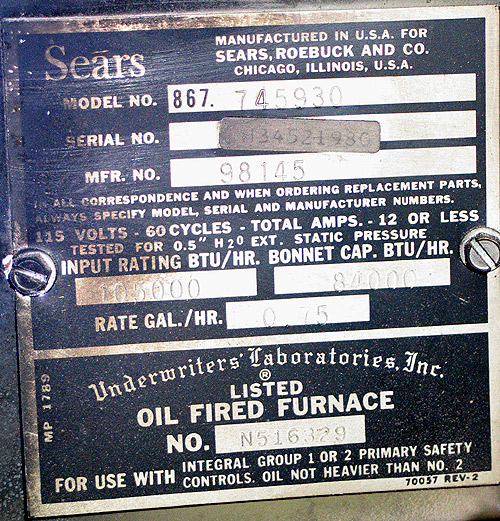 Sears
MANUFACTURED IN U.S.A. FOR
SEARS, ROEBUCK AND CO.
CHICAGO, ILLINOIS, U.S.A.
MODEL NO. 867. 745930
SERIAL NO.
MFR. NO. 98145
IN ALL CORRESPONDENCE AND WHEN ORDERING REPLACEMENT PARTS,
ALWAYS SPECIFY MODEL, SERIAL AND MANUFACTURER NUMBERS.
115 VOLTS - 60 CYCLES - TOTAL AMPS. - 12 OR LESS
TESTED FOR 0.5" H2O EXT. STATIC PRESSURE
INPUT RATING BTU/HR. BONNET CAP. BTU/HR.
105000 84000
RATE GAL./HR. 0.75
Underwriters' Laboratories, Inc.
®
LISTED
OIL FIRED FURNACE
NO. N516329
FOR USE WITH INTEGRAL GROUP 1 OR 2 PRIMARY SAFETY
CONTROLS. OIL NOT HEAVIER THAN NO. 2
70037 REV-2
MP 1789